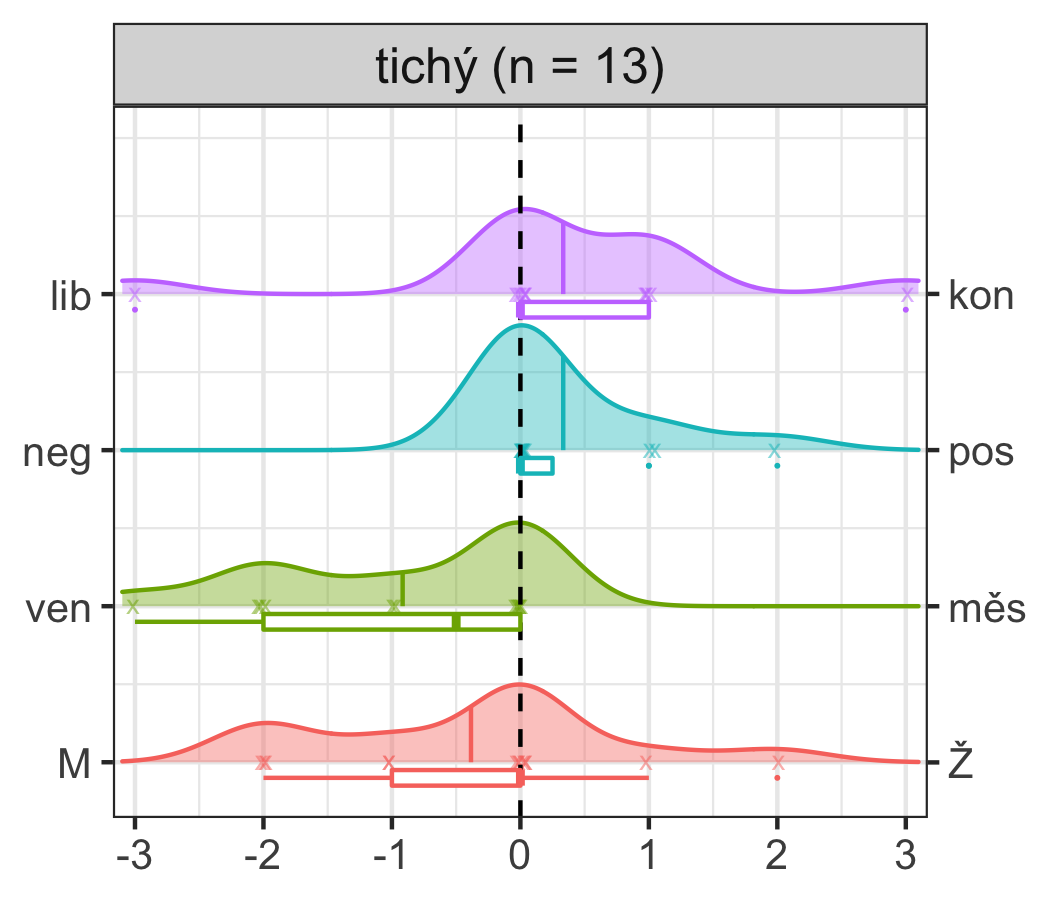 tichý (n = 13)
lib kon
neg pos
ven měs
M Ž
-3 -2 -1 0 1 2 3